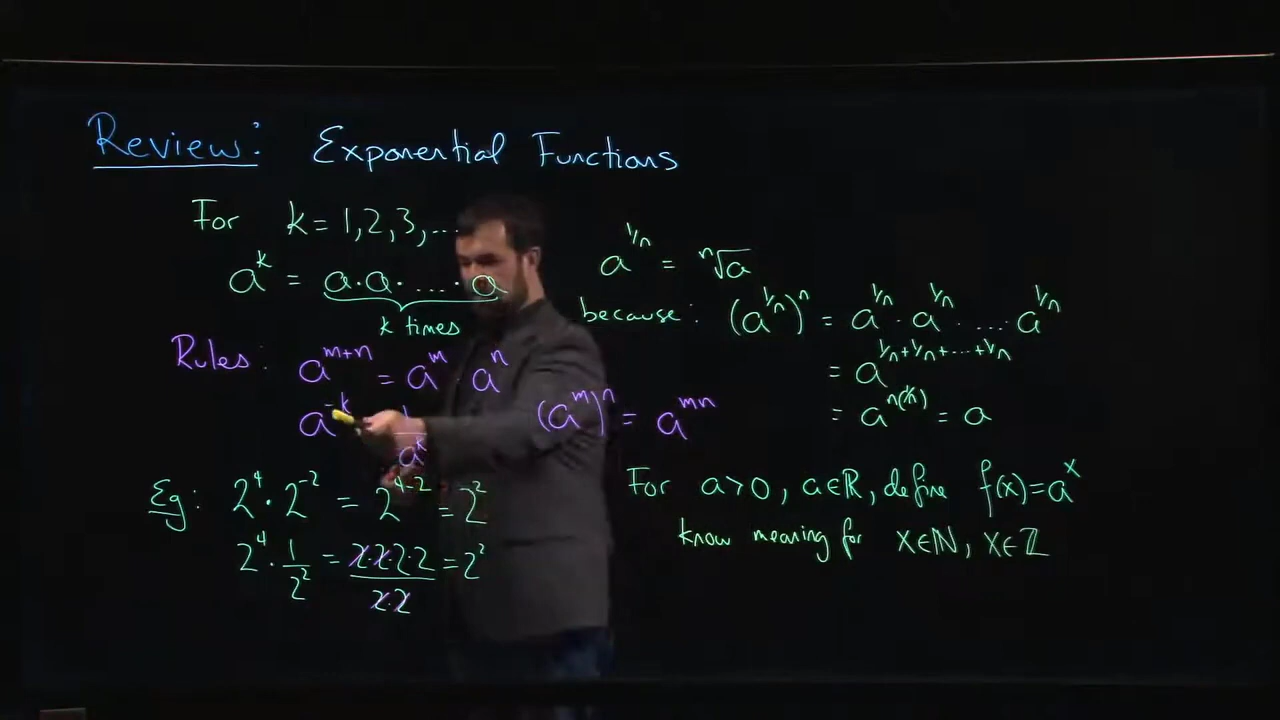 Review: Exponential Functions
For k = 1,2,3,...
a^k = a·a· .... · a
k times
Rules: a^{m+n} = a^m · a^n
a^{-k} = 1/a^k
(a^m)^n = a^{mn}
Eg: 2^4 · 2^{-2} = 2^{4-2} = 2^2
2^4 · 1/2^2 = 2·2·2·2/2·2 = 2^2
a^{1/n} = ⁿ√a
because: (a^{1/n})^n = a^{1/n} · a^{1/n} · .... · a^{1/n}
= a^{1/n+1/n+...+1/n}
= a^{n(1/n)} = a
For a>0, a∈ℝ, define f(x)=a^x
know meaning for x∈ℕ, x∈ℤ